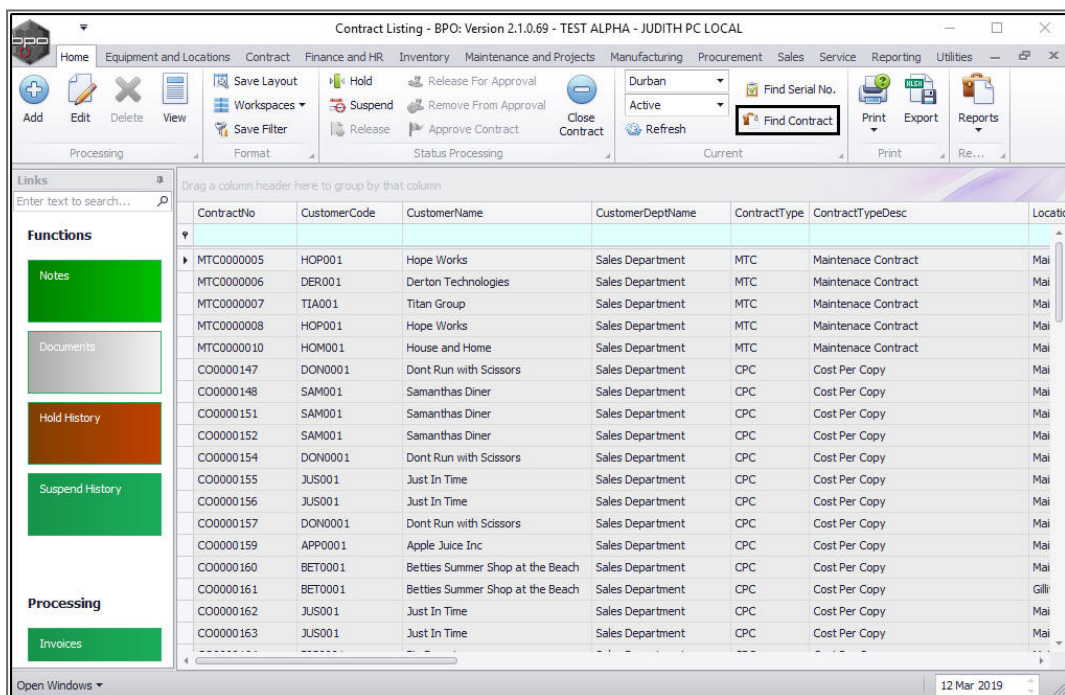 Contract Listing - BPO: Version 2.1.0.69 - TEST ALPHA - JUDITH PC LOCAL
bpo
Home Equipment and Locations Contract Finance and HR Inventory Maintenance and Projects Manufacturing Procurement Sales Service Reporting Utilities
Save Layout Hold Release For Approval Durban Find Serial No.
Workspaces Suspend Remove From Approval Active Find Contract
Add Edit Delete View Save Filter Release Approve Contract Close Contract Refresh Print Export Reports
Processing Format Status Processing Current Print Re...
Links
Drag a column header here to group by that column
Enter text to search...
ContractNo CustomerCode CustomerName CustomerDeptName ContractType ContractTypeDesc Locatio
Functions
MTC0000005 HOP001 Hope Works Sales Department MTC Maintenace Contract Mai
Notes
MTC0000006 DER001 Derton Technologies Sales Department MTC Maintenace Contract Mai
MTC0000007 TIA001 Titan Group Sales Department MTC Maintenace Contract Mai
MTC0000008 HOP001 Hope Works Sales Department MTC Maintenace Contract Mai
Documents
MTC0000010 HOM001 House and Home Sales Department MTC Maintenace Contract Mai
CO0000147 DON0001 Dont Run with Scissors Sales Department CPC Cost Per Copy Mai
CO0000148 SAM001 Samanthas Diner Sales Department CPC Cost Per Copy Mai
Hold History
CO0000151 SAM001 Samanthas Diner Sales Department CPC Cost Per Copy Mai
CO0000152 SAM001 Samanthas Diner Sales Department CPC Cost Per Copy Mai
CO0000154 DON0001 Dont Run with Scissors Sales Department CPC Cost Per Copy Mai
CO0000155 JUS001 Just In Time Sales Department CPC Cost Per Copy Mai
Suspend History
CO0000156 JUS001 Just In Time Sales Department CPC Cost Per Copy Mai
CO0000157 DON0001 Dont Run with Scissors Sales Department CPC Cost Per Copy Mai
CO0000159 APP0001 Apple Juice Inc Sales Department CPC Cost Per Copy Mai
CO0000160 BET0001 Betties Summer Shop at the Beach Sales Department CPC Cost Per Copy Mai
CO0000161 BET0001 Betties Summer Shop at the Beach Sales Department CPC Cost Per Copy Gilli
Processing
CO0000162 JUS001 Just In Time Sales Department CPC Cost Per Copy Mai
CO0000163 JUS001 Just In Time Sales Department CPC Cost Per Copy Mai
Invoices
Open Windows 12 Mar 2019